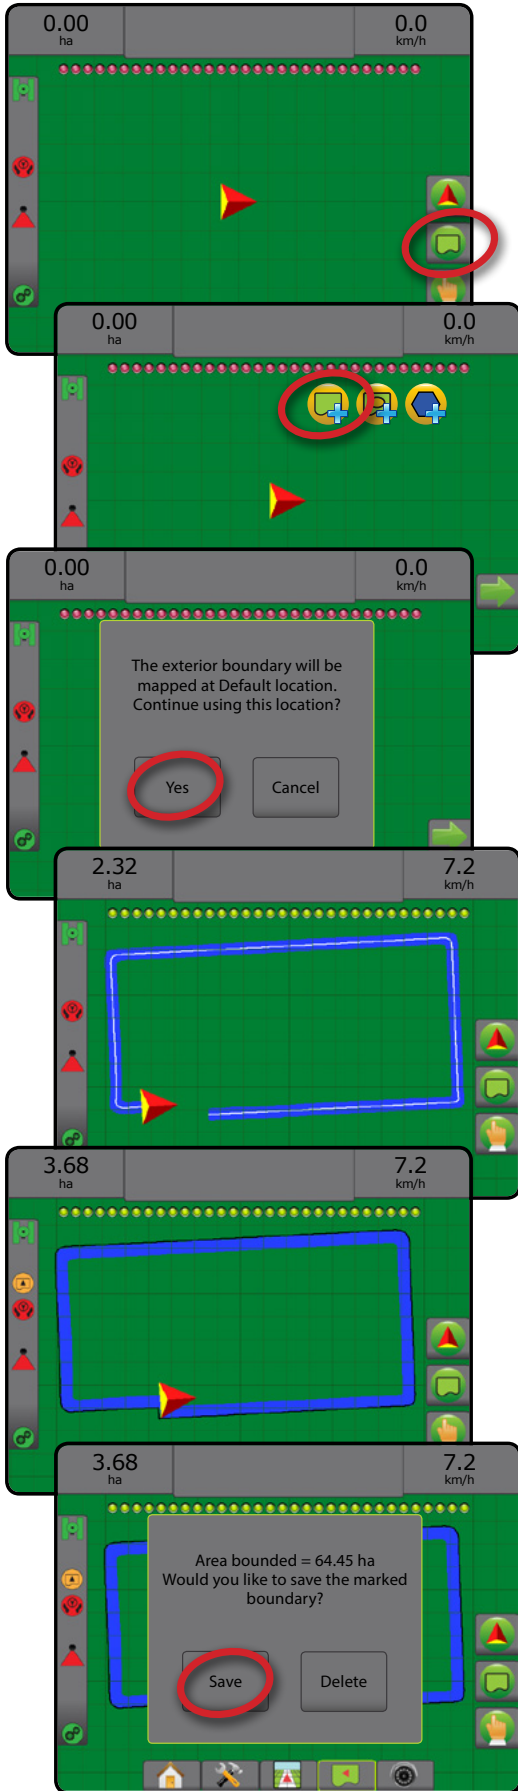 0.00
ha
0.0
km/h
0.00
ha
0.0
km/h
0.00
ha
0.0
km/h
The exterior boundary will be
mapped at Default location.
Continue using this location?
Yes
Cancel
2.32
ha
7.2
km/h
3.68
ha
7.2
km/h
3.68
ha
7.2
km/h
Area bounded = 64.45 ha
Would you like to save the marked
boundary?
Save
Delete